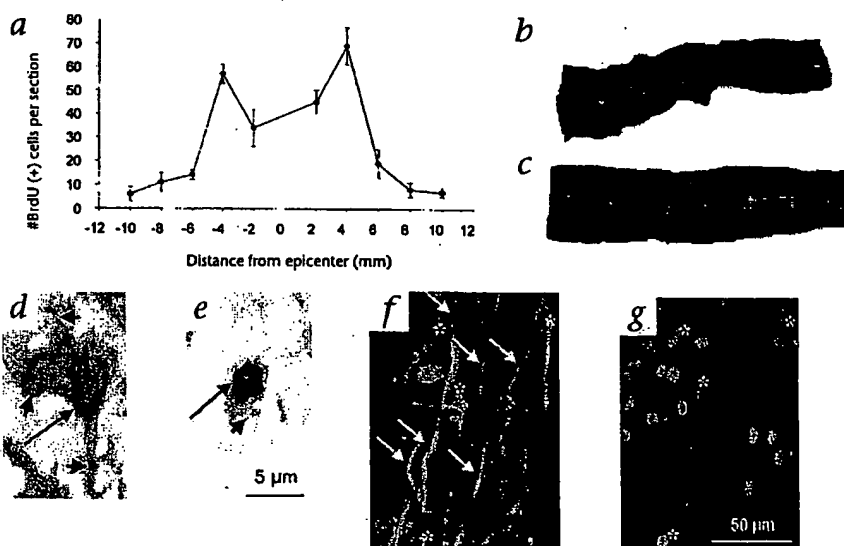 a
80
70
60
50
40
30
20
10
0
#BrdU (+) cells per section
-12 -10 -8 -6 -4 -2 0 2 4 6 8 10 12
Distance from epicenter (mm)
b
c
d
e
5 µm
f
g
50 µm